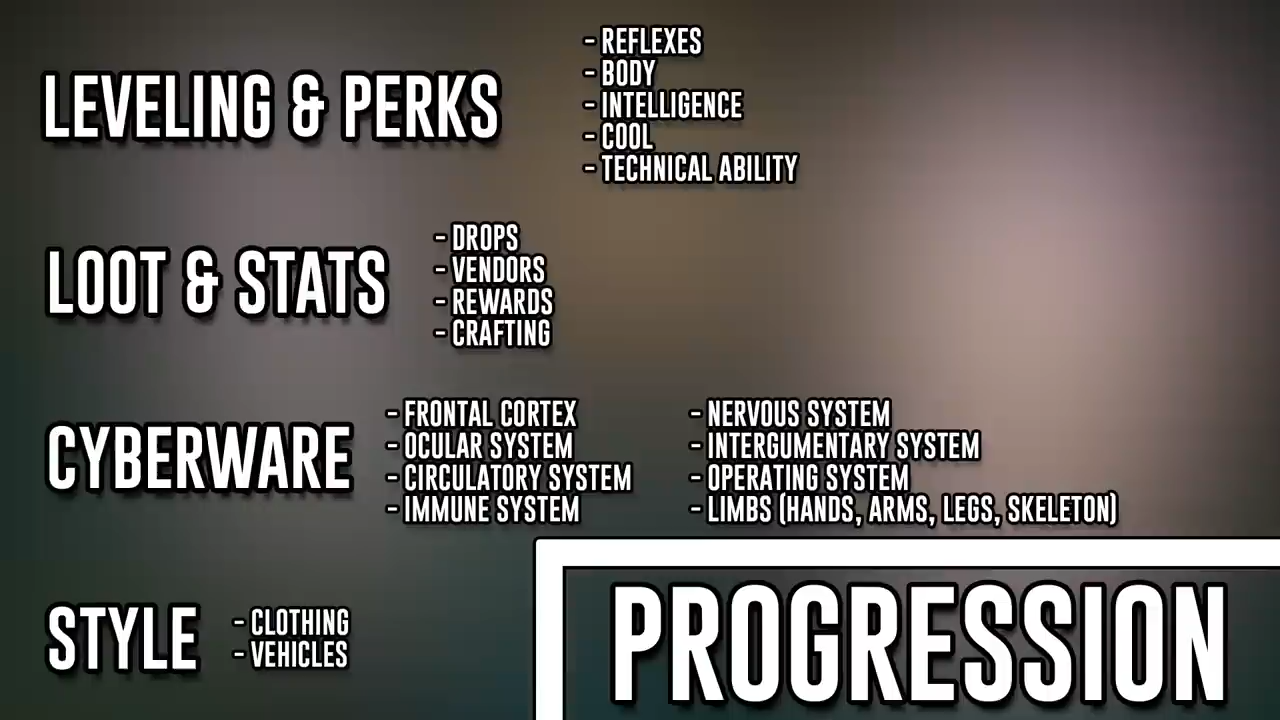 LEVELING & PERKS
- REFLEXES
- BODY
- INTELLIGENCE
- COOL
- TECHNICAL ABILITY
LOOT & STATS
- DROPS
- VENDORS
- REWARDS
- CRAFTING
CYBERWARE
- FRONTAL CORTEX
- OCULAR SYSTEM
- CIRCULATORY SYSTEM
- IMMUNE SYSTEM
- NERVOUS SYSTEM
- INTERGUMENTARY SYSTEM
- OPERATING SYSTEM
- LIMBS (HANDS, ARMS, LEGS, SKELETON)
STYLE
- CLOTHING
- VEHICLES
PROGRESSION